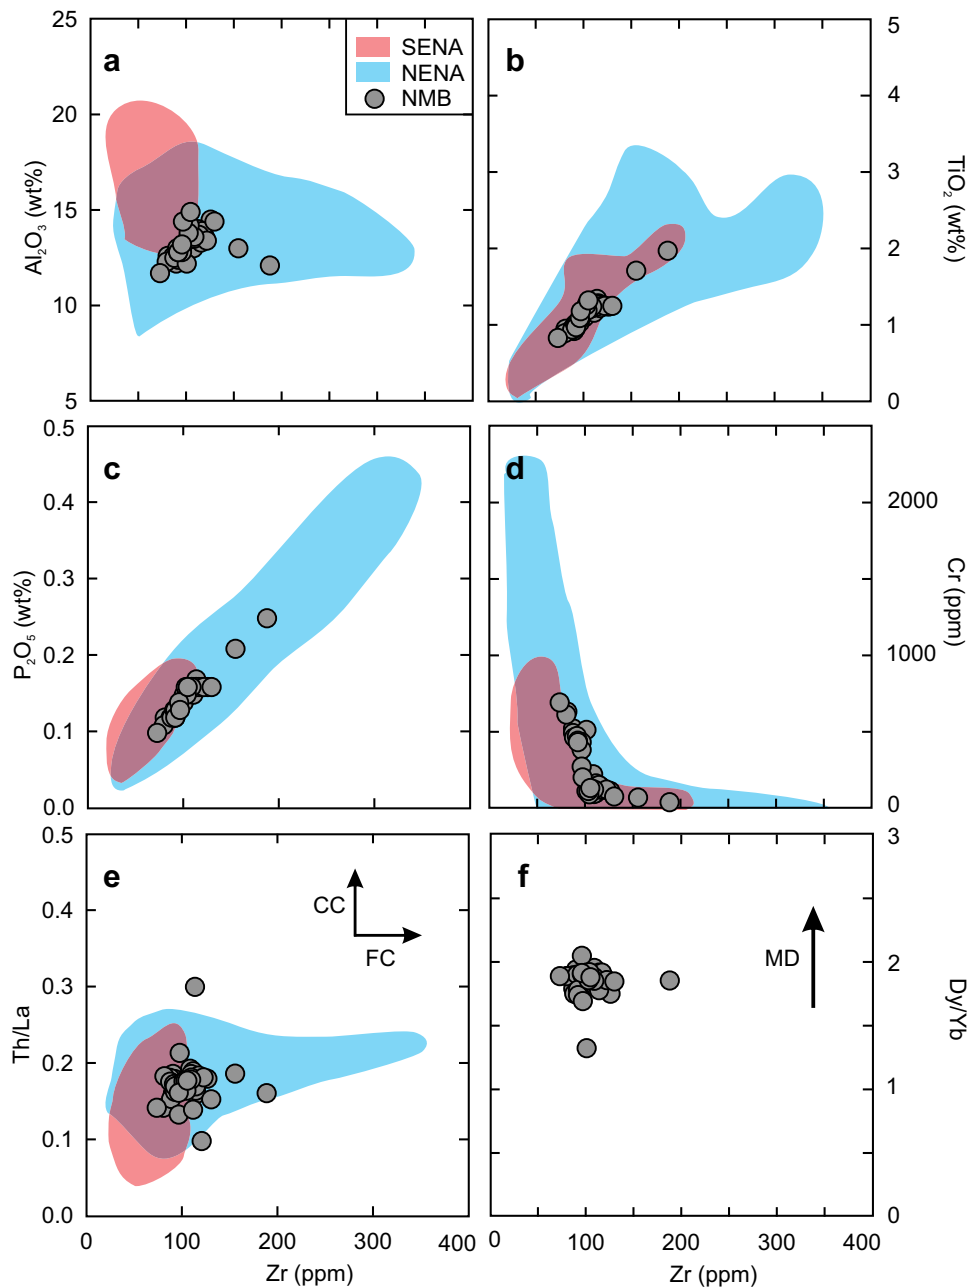 25
20
15
10
5
Al₂O₃ (wt%)
a
SENA
NENA
NMB
b
5
4
3
2
1
0
TiO₂ (wt%)
0.5
0.4
0.3
0.2
0.1
0.0
P₂O₅ (wt%)
c
d
2000
1000
0
Cr (ppm)
0.5
0.4
0.3
0.2
0.1
0.0
Th/La
e
CC
FC
0
100
200
300
400
Zr (ppm)
f
MD
3
2
1
0
Dy/Yb
0
100
200
300
400
Zr (ppm)